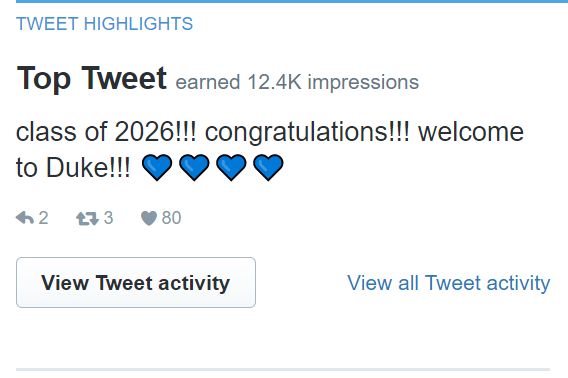 TWEET HIGHLIGHTS
Top Tweet earned 12.4K impressions
class of 2026!!! congratulations!!! welcome
to Duke!!! 💙💙💙💙
2 3 80
View Tweet activity View all Tweet activity